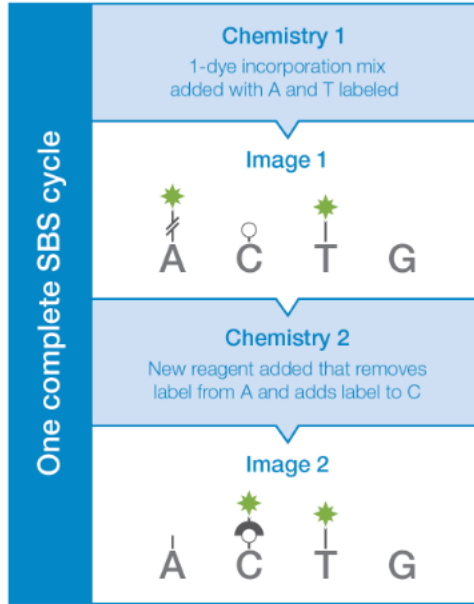 One complete SBS cycle
Chemistry 1
1-dye incorporation mix
added with A and T labeled
Image 1
A C T G
Chemistry 2
New reagent added that removes
label from A and adds label to C
Image 2
A C T G